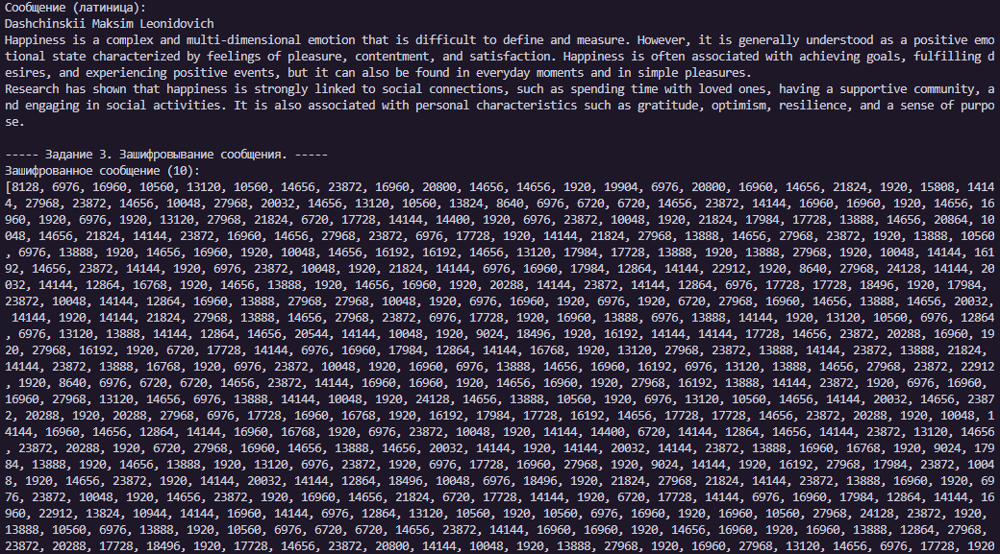 Сообщение (латиница):
Dashchinskii Maksim Leonidovich
Happiness is a complex and multi-dimensional emotion that is difficult to define and measure. However, it is generally understood as a positive emo
tional state characterized by feelings of pleasure, contentment, and satisfaction. Happiness is often associated with achieving goals, fulfilling d
esires, and experiencing positive events, but it can also be found in everyday moments and in simple pleasures.
Research has shown that happiness is strongly linked to social connections, such as spending time with loved ones, having a supportive community, a
nd engaging in social activities. It is also associated with personal characteristics such as gratitude, optimism, resilience, and a sense of purpo
se.
----- Задание 3. Зашифровывание сообщения. -----
Зашифрованное сообщение (10):
[8128, 6976, 16960, 10560, 13120, 10560, 14656, 23872, 16960, 20800, 14656, 14656, 1920, 19904, 6976, 20800, 16960, 14656, 21824, 1920, 15808, 1414
4, 27968, 23872, 14656, 10048, 27968, 20032, 14656, 13120, 10560, 13824, 8640, 6976, 6720, 6720, 14656, 23872, 14144, 16960, 16960, 1920, 14656, 16
960, 1920, 6976, 1920, 13120, 27968, 21824, 6720, 17728, 14144, 14400, 1920, 6976, 23872, 10048, 1920, 21824, 17984, 17728, 13888, 14656, 20864, 10
048, 14656, 21824, 14144, 23872, 16960, 14656, 27968, 23872, 6976, 17728, 1920, 14144, 21824, 27968, 13888, 14656, 27968, 23872, 1920, 13888, 10560
, 6976, 13888, 1920, 14656, 16960, 1920, 10048, 14656, 16192, 16192, 14656, 13120, 17984, 17728, 13888, 1920, 13888, 27968, 1920, 10048, 14144, 161
92, 14656, 23872, 14144, 1920, 6976, 23872, 10048, 1920, 21824, 14144, 6976, 16960, 17984, 12864, 14144, 22912, 1920, 8640, 27968, 24128, 14144, 20
032, 14144, 12864, 16768, 1920, 14656, 13888, 1920, 14656, 16960, 1920, 20288, 14144, 23872, 14144, 12864, 6976, 17728, 17728, 18496, 1920, 17984,
23872, 10048, 14144, 12864, 16960, 13888, 27968, 27968, 10048, 1920, 6976, 16960, 1920, 6976, 1920, 6720, 27968, 16960, 14656, 13888, 14656, 20032,
14144, 1920, 14144, 21824, 27968, 13888, 14656, 27968, 23872, 6976, 17728, 1920, 16960, 13888, 6976, 13888, 14144, 1920, 13120, 10560, 6976, 12864
, 6976, 13120, 13888, 14144, 12864, 14656, 20544, 14144, 10048, 1920, 9024, 18496, 1920, 16192, 14144, 14144, 17728, 14656, 23872, 20288, 16960, 19
20, 27968, 16192, 1920, 6720, 17728, 14144, 6976, 16960, 17984, 12864, 14144, 16768, 1920, 13120, 27968, 23872, 13888, 14144, 23872, 13888, 21824,
14144, 23872, 13888, 16768, 1920, 6976, 23872, 10048, 1920, 16960, 6976, 13888, 14656, 16960, 16192, 6976, 13120, 13888, 14656, 27968, 23872, 22912
, 1920, 8640, 6976, 6720, 6720, 14656, 23872, 14144, 16960, 16960, 1920, 14656, 16960, 1920, 27968, 16192, 13888, 14144, 23872, 1920, 6976, 16960,
16960, 27968, 13120, 14656, 6976, 13888, 14144, 10048, 1920, 24128, 14656, 13888, 10560, 1920, 6976, 13120, 10560, 14656, 14144, 20032, 14656, 2387
2, 20288, 1920, 20288, 27968, 6976, 17728, 16960, 16768, 1920, 16192, 17984, 17728, 16192, 14656, 17728, 17728, 14656, 23872, 20288, 1920, 10048, 1
4144, 16960, 14656, 12864, 14144, 16960, 16768, 1920, 6976, 23872, 10048, 1920, 14144, 14400, 6720, 14144, 12864, 14656, 14144, 23872, 13120, 14656
, 23872, 20288, 1920, 6720, 27968, 16960, 14656, 13888, 14656, 20032, 14144, 1920, 14144, 20032, 14144, 23872, 13888, 16960, 16768, 1920, 9024, 179
84, 13888, 1920, 14656, 13888, 1920, 13120, 6976, 23872, 1920, 6976, 17728, 16960, 27968, 1920, 9024, 14144, 1920, 16192, 27968, 17984, 23872, 1004
8, 1920, 14656, 23872, 1920, 14144, 20032, 14144, 12864, 18496, 10048, 6976, 18496, 1920, 21824, 27968, 21824, 14144, 23872, 13888, 16960, 1920, 69
76, 23872, 10048, 1920, 14656, 23872, 1920, 16960, 14656, 21824, 6720, 17728, 14144, 1920, 6720, 17728, 14144, 6976, 16960, 17984, 12864, 14144, 16
960, 22912, 13824, 10944, 14144, 16960, 14144, 6976, 12864, 13120, 10560, 1920, 10560, 6976, 16960, 1920, 16960, 10560, 27968, 24128, 23872, 1920,
13888, 10560, 6976, 13888, 1920, 10560, 6976, 6720, 6720, 14656, 23872, 14144, 16960, 16960, 1920, 14656, 16960, 1920, 16960, 13888, 12864, 27968,
23872, 20288, 17728, 18496, 1920, 17728, 14656, 23872, 20800, 14144, 10048, 1920, 13888, 27968, 1920, 16960, 27968, 13120, 14656, 6976, 17728, 1920